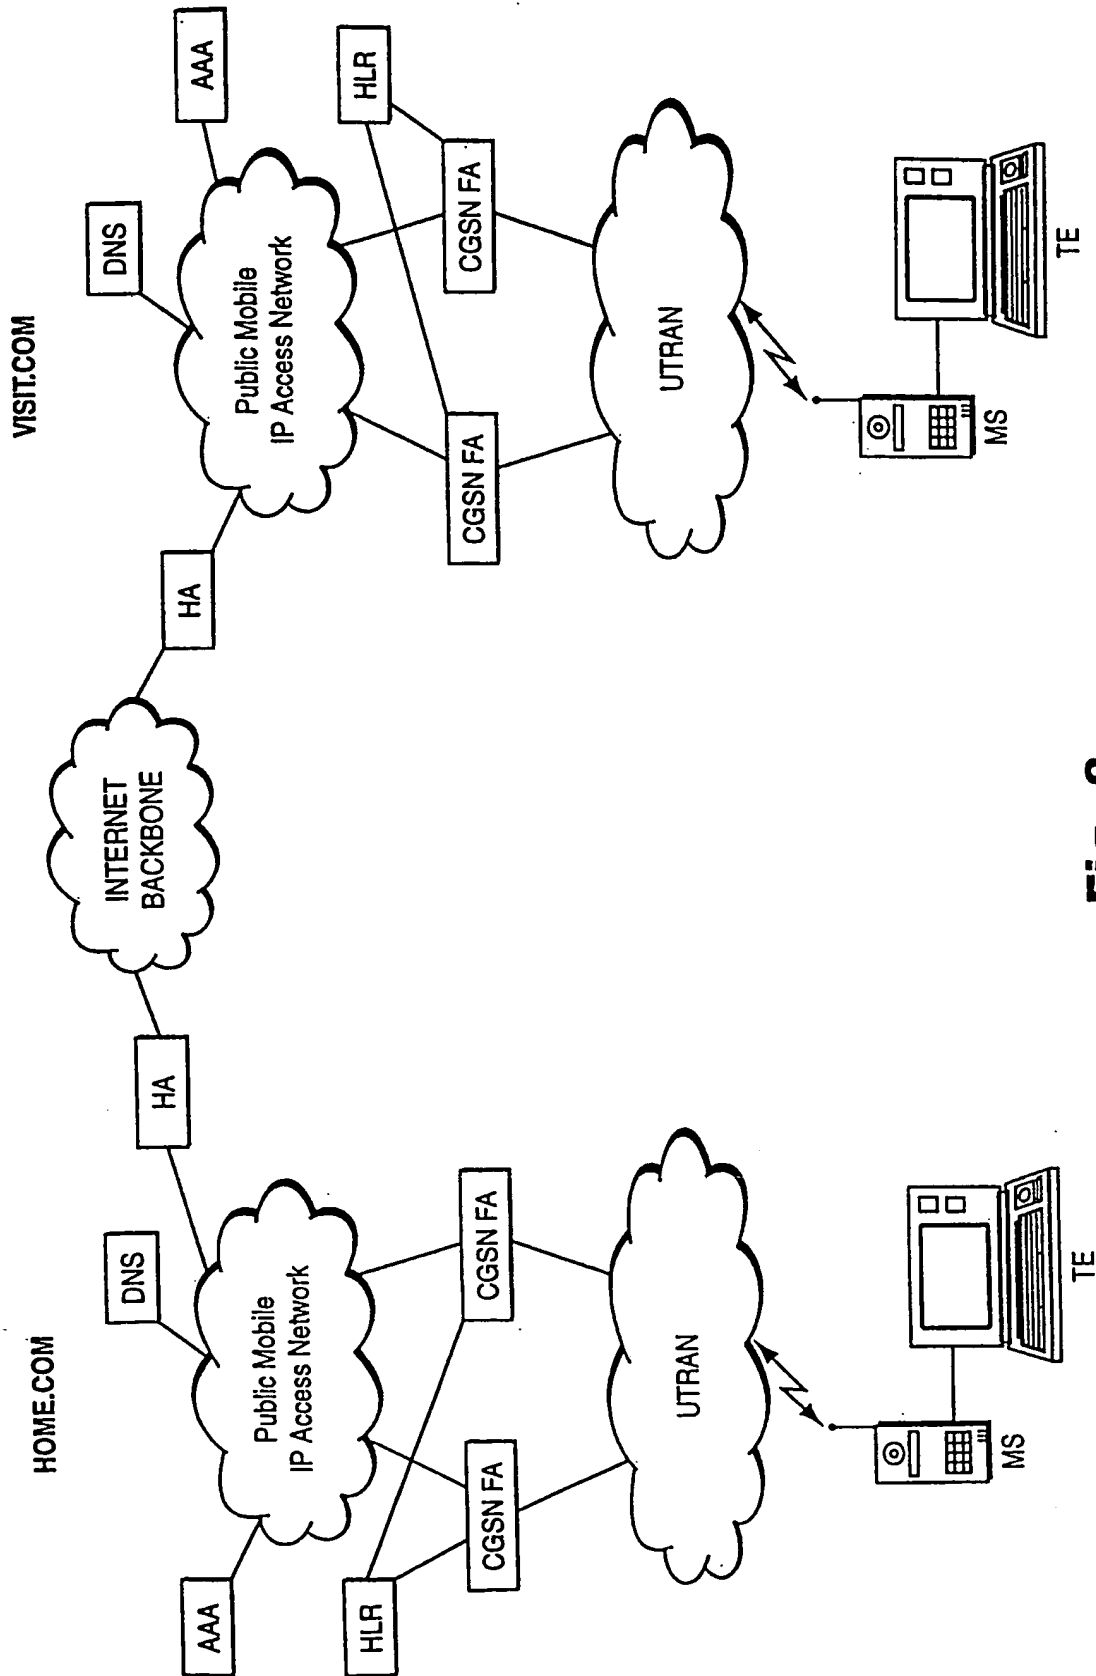 HOME.COM
VISIT.COM
INTERNET
BACKBONE
DNS
HA
HA
DNS
AAA
Public Mobile
IP Access Network
Public Mobile
IP Access Network
AAA
HLR
CGSN FA
CGSN FA
CGSN FA
CGSN FA
HLR
UTRAN
UTRAN
MS
TE
MS
TE
Fig.